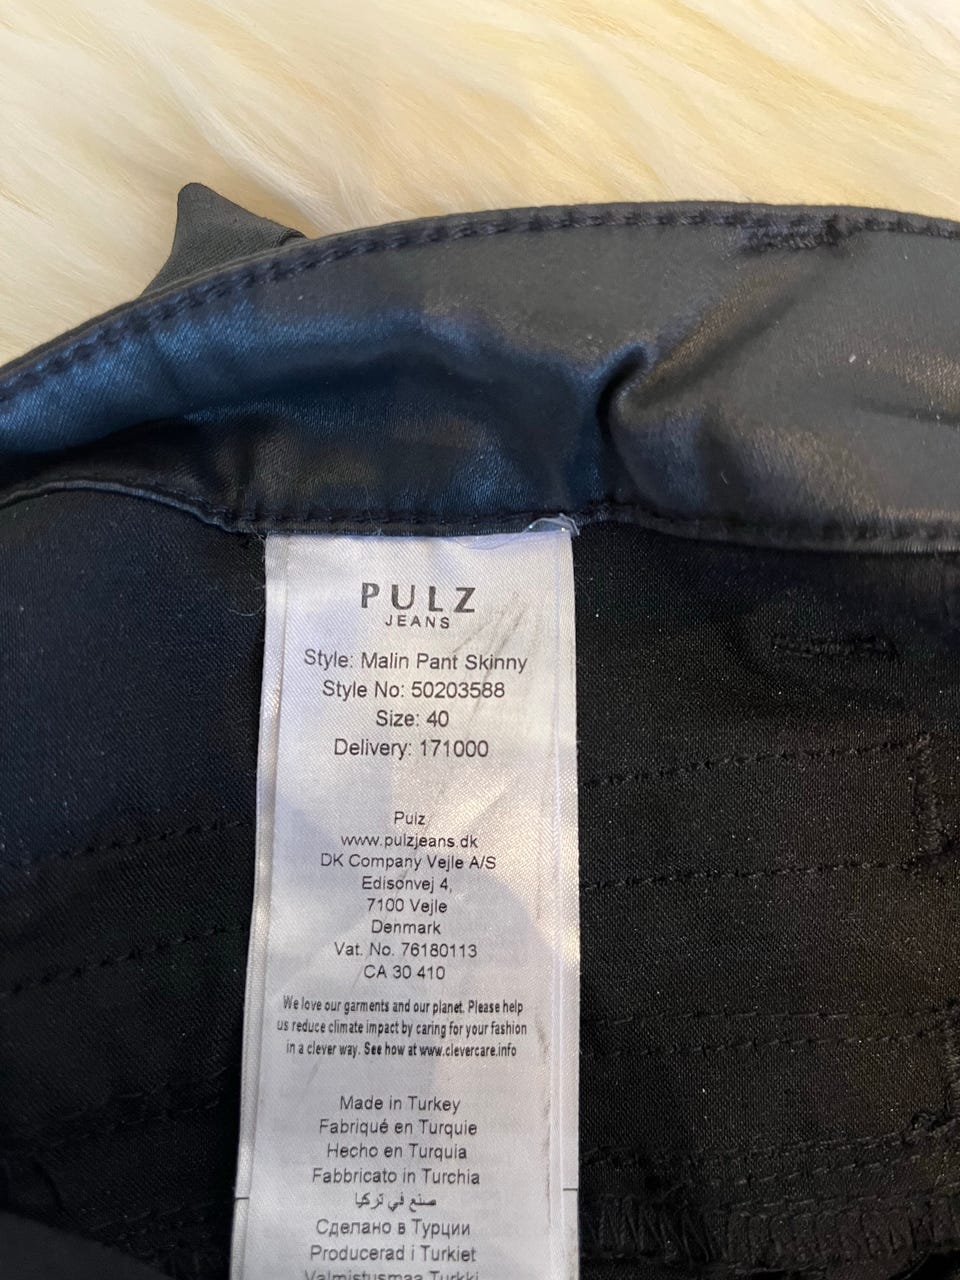 PULZ
JEANS
Style: Malin Pant Skinny
Style No: 50203588
Size: 40
Delivery: 171000
Pulz
www.pulzjeans.dk
DK Company Vejle A/S
Edisonvej 4,
7100 Vejle
Denmark
Vat. No. 76180113
CA 30 410
We love our garments and our planet. Please help
us reduce climate impact by caring for your fashion
in a clever way. See how at www.clevercare.info
Made in Turkey
Fabriqué en Turquie
Hecho en Turquia
Fabbricato in Turchia
صنع في تركيا
Сделано в Турции
Producerad i Turkiet
Valmistusmaa Turkki